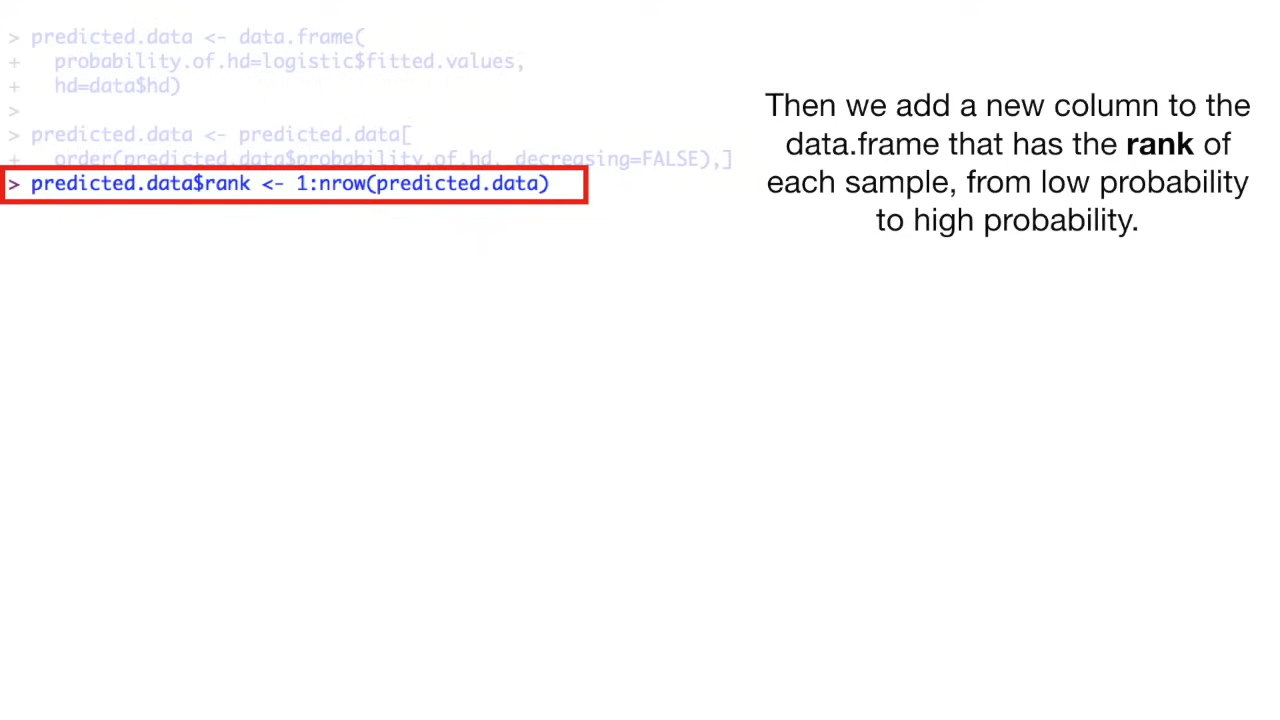 > predicted.data <- data.frame(
+   probability.of.hd=logistic$fitted.values,
+   hd=data$hd)
>
> predicted.data <- predicted.data[
+   order(predicted.data$probability.of.hd, decreasing=FALSE),]
> predicted.data$rank <- 1:nrow(predicted.data)
Then we add a new column to the
data.frame that has the rank of
each sample, from low probability
to high probability.